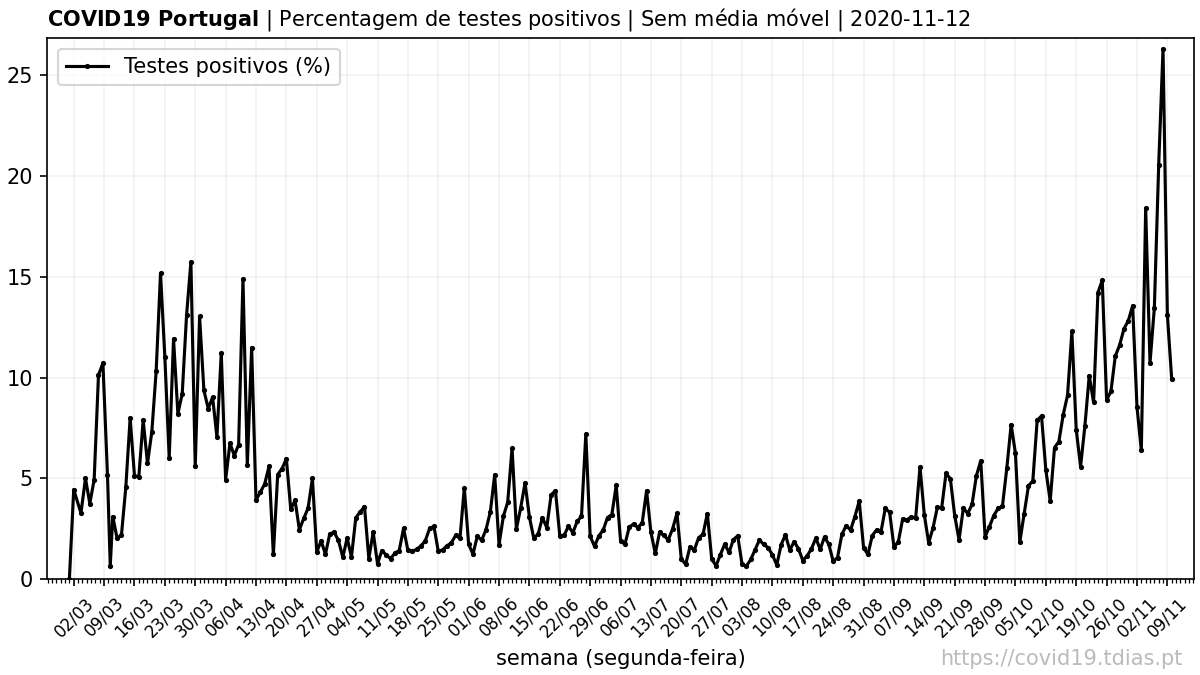 COVID19 Portugal | Percentagem de testes positivos | Sem média móvel | 2020-11-12
Testes positivos (%)
25
20
15
10
5
0
02/03 09/03 16/03 23/03 30/03 06/04 13/04 20/04 27/04 04/05 11/05 18/05 25/05 01/06 08/06 15/06 22/06 29/06 06/07 13/07 20/07 27/07 03/08 10/08 17/08 24/08 31/08 07/09 14/09 21/09 28/09 05/10 12/10 19/10 26/10 02/11 09/11
semana (segunda-feira)
https://covid19.tdias.pt